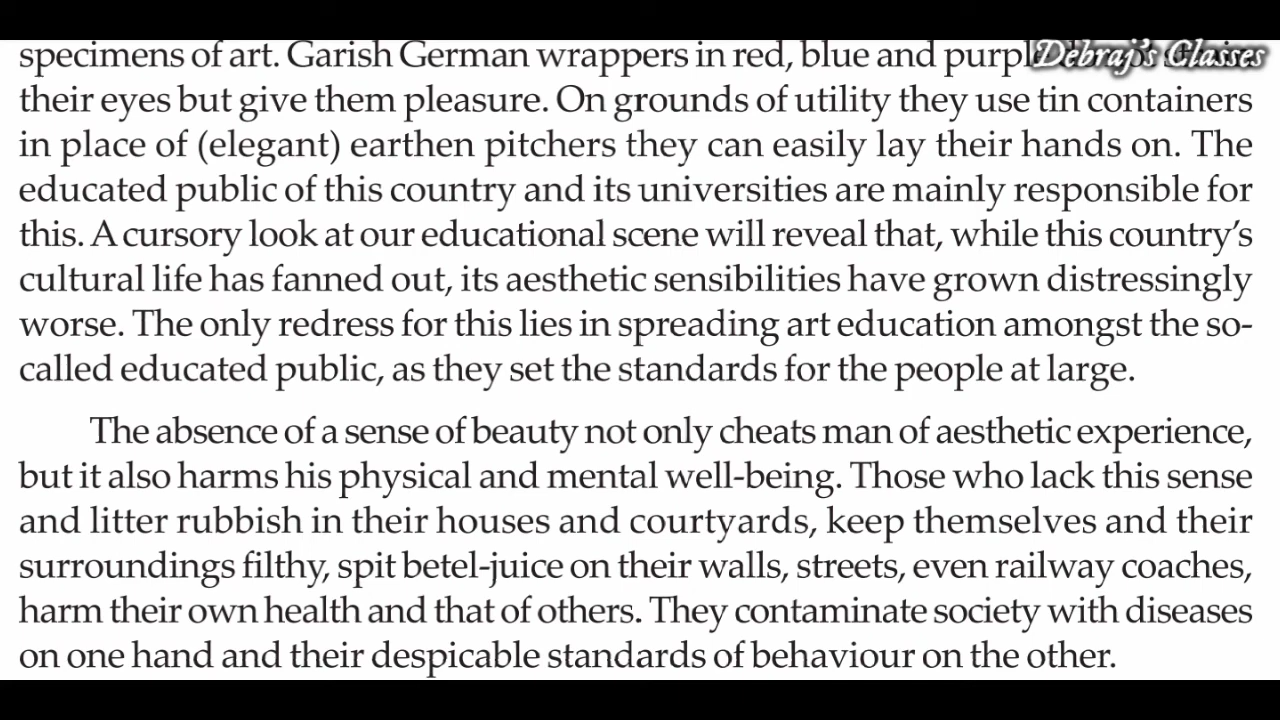 specimens of art. Garish German wrappers in red, blue and purple
Debraj's Classes
their eyes but give them pleasure. On grounds of utility they use tin containers
in place of (elegant) earthen pitchers they can easily lay their hands on. The
educated public of this country and its universities are mainly responsible for
this. A cursory look at our educational scene will reveal that, while this country's
cultural life has fanned out, its aesthetic sensibilities have grown distressingly
worse. The only redress for this lies in spreading art education amongst the so-
called educated public, as they set the standards for the people at large.
The absence of a sense of beauty not only cheats man of aesthetic experience,
but it also harms his physical and mental well-being. Those who lack this sense
and litter rubbish in their houses and courtyards, keep themselves and their
surroundings filthy, spit betel-juice on their walls, streets, even railway coaches,
harm their own health and that of others. They contaminate society with diseases
on one hand and their despicable standards of behaviour on the other.